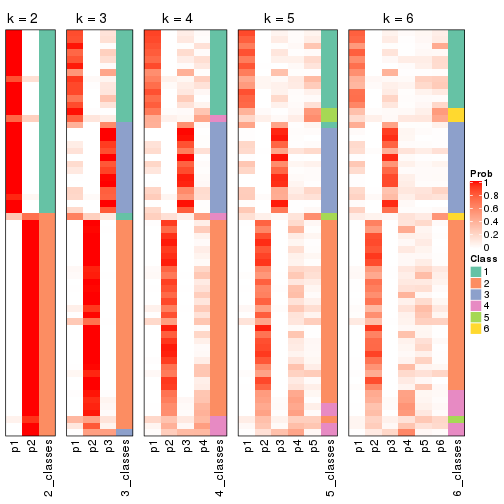 k = 2
k = 3
k = 4
k = 5
k = 6
p1
p2
2_classes
p1
p2
p3
3_classes
p1
p2
p3
p4
4_classes
p1
p2
p3
p4
p5
5_classes
p1
p2
p3
p4
p5
p6
6_classes
Prob
1
0.8
0.6
0.4
0.2
0
Class
1
2
3
4
5
6